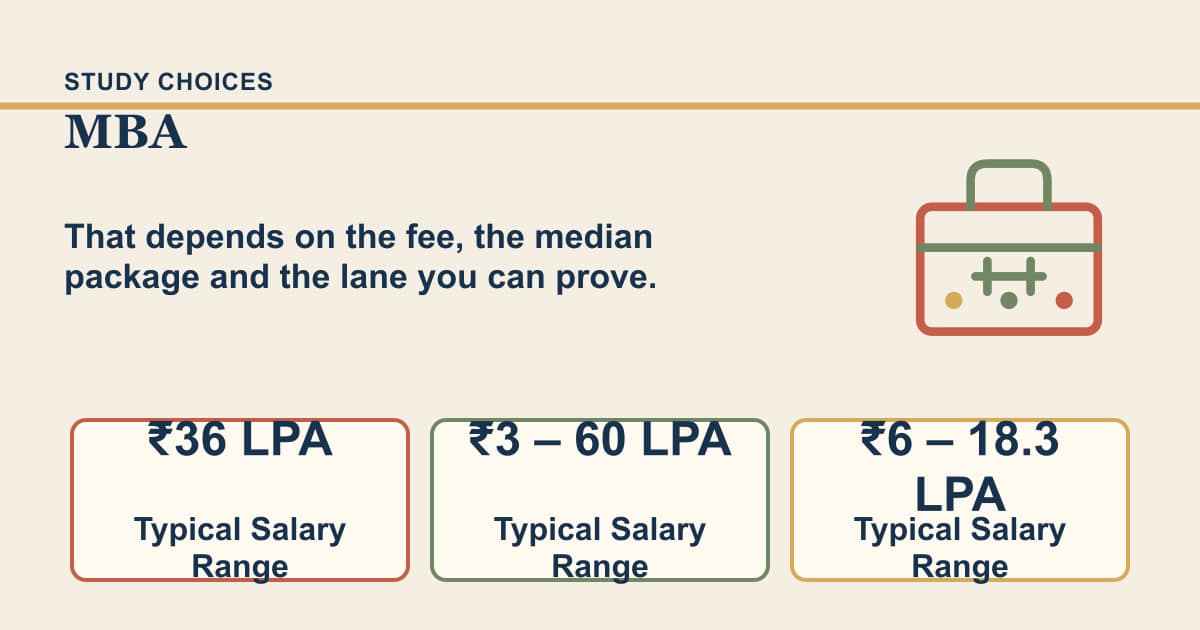 STUDY CHOICES
MBA
That depends on the fee, the median
package and the lane you can prove.
₹36 LPA
Typical Salary
Range
₹3 – 60 LPA
Typical Salary
Range
₹6 – 18.3
LPA
Typical Salary
Range